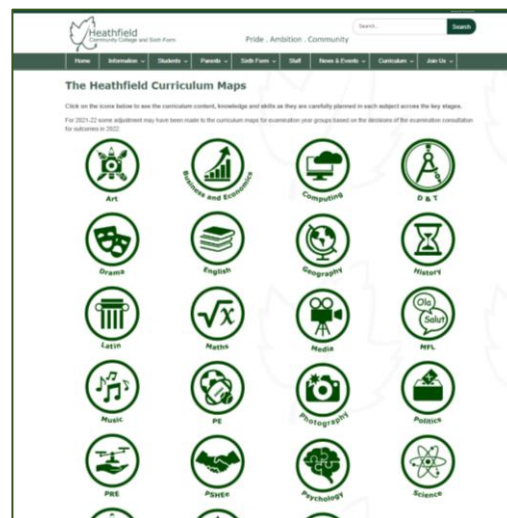 Heathfield
Community College and Sixth Form
Pride . Ambition . Community
Search...
Search
Home
Information
Students
Parents
Sixth Form
Staff
News & Events
Curriculum
Join Us
The Heathfield Curriculum Maps
Click on the icons below to see the curriculum content, knowledge and skills as they are carefully planned in each subject across the key stages.
For 2021-22 some adjustment may have been made to the curriculum maps for examination year groups based on the decisions of the examination consultation
for outcomes in 2022.
Art
Business and Economics
Computing
D & T
Drama
English
Geography
History
Latin
√x
Maths
Media
Ola
Salut
MFL
Music
PE
Photography
Politics
PRE
PSHEe
Psychology
Science